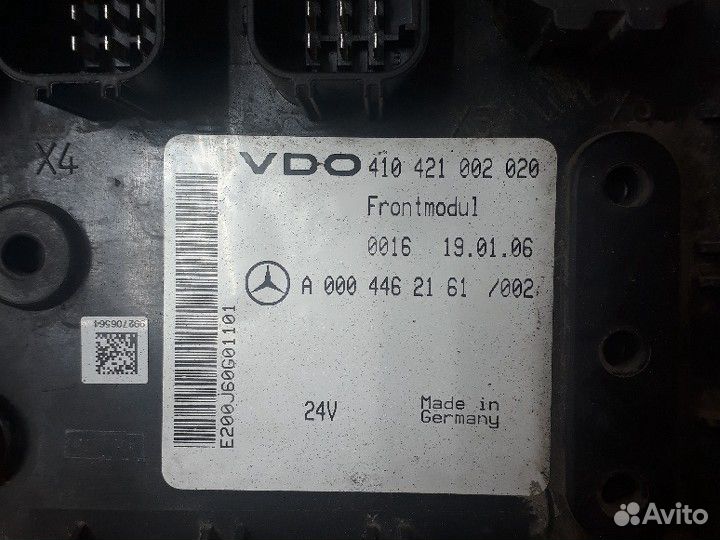 X4
VDO 410 421 002 020
Frontmodul
0016 19.01.06
A 000 446 21 61 /002
24V
Made in
Germany
E200J60G01101
992706564
Avito